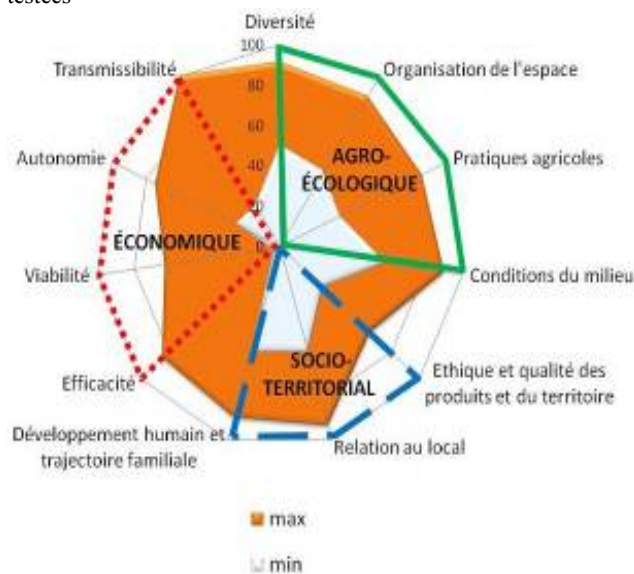 testées
Diversité
100
80
60
40
20
0
Transmissibilité
Organisation de l'espace
Autonomie
Pratiques agricoles
AGRO-
ÉCOLOGIQUE
ÉCONOMIQUE
Viabilité
Conditions du milieu
Efficacité
SOCIO-
TERRITORIAL
Ethique et qualité des
produits et du territoire
Développement humain et
trajectoire familiale
Relation au local
max
min